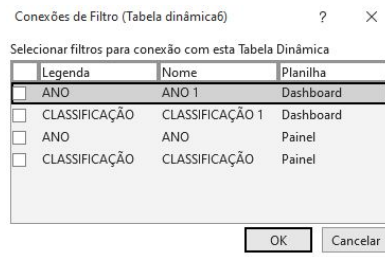 Conexões de Filtro (Tabela dinâmica6) ? ×
Selecionar filtros para conexão com esta Tabela Dinâmica
Legenda Nome Planilha
ANO ANO 1 Dashboard
CLASSIFICAÇÃO CLASSIFICAÇÃO 1 Dashboard
ANO ANO Painel
CLASSIFICAÇÃO CLASSIFICAÇÃO Painel
OK Cancelar